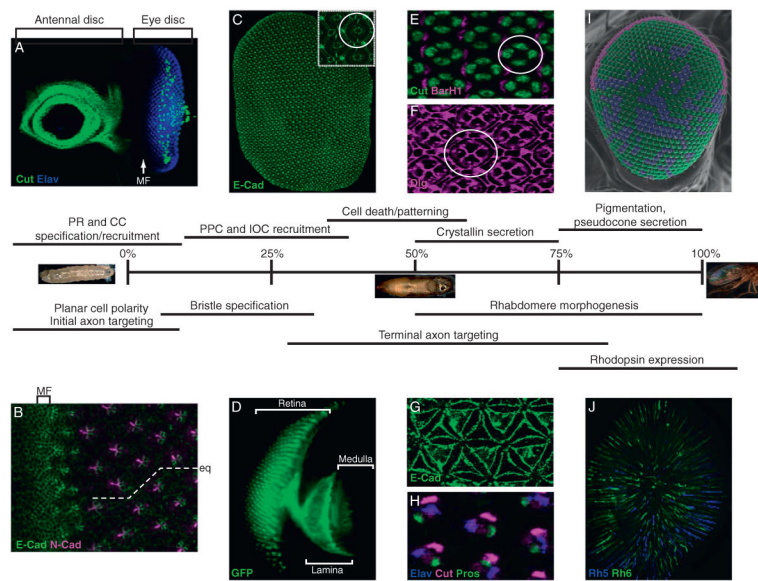 Antennal disc
Eye disc
A
Cut Elav
MF
C
E-Cad
E
Cut BarH1
F
Dlg
I
PR and CC
specification/recruitment
PPC and IOC recruitment
Cell death/patterning
Crystallin secretion
Pigmentation,
pseudocone secretion
0%
25%
50%
75%
100%
Planar cell polarity
Initial axon targeting
Bristle specification
Rhabdomere morphogenesis
Terminal axon targeting
Rhodopsin expression
MF
B
eq
E-Cad N-Cad
D
Retina
Medulla
Lamina
GFP
G
E-Cad
H
Elav Cut Pros
J
Rh5 Rh6